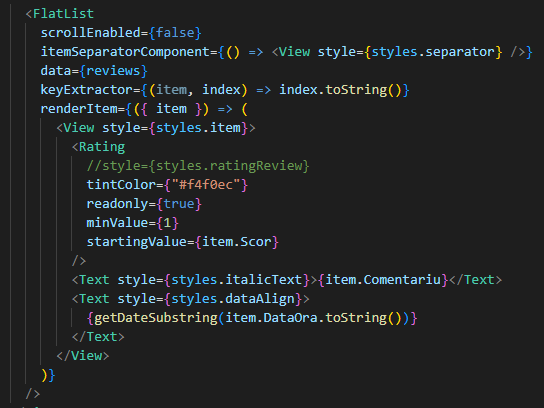 <FlatList
scrollEnabled={false}
itemSeparatorComponent={() => <View style={styles.separator} />}
data={reviews}
keyExtractor={(item, index) => index.toString()}
renderItem={({ item }) => (
<View style={styles.item}>
<Rating
//style={styles.ratingReview}
tintColor={"#f4f0ec"}
readonly={true}
minValue={1}
startingValue={item.Scor}
/>
<Text style={styles.italicText}>{item.Comentariu}</Text>
<Text style={styles.dataAlign}>
{getDateSubstring(item.DataOra.toString())}
</Text>
</View>
)}
/>